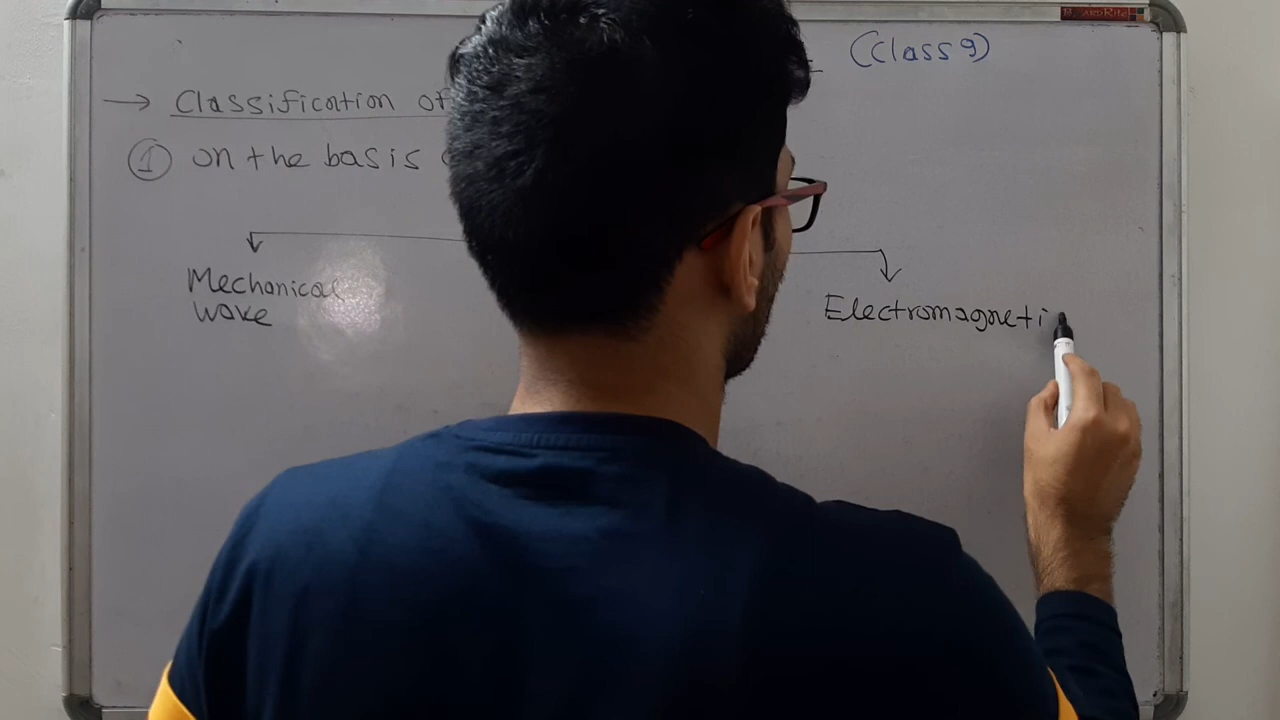 (Class 9)
→ Classification of
① on the basis
Mechanical
wave
Electromagneti